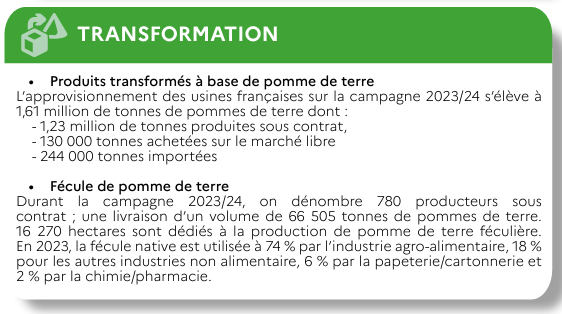 TRANSFORMATION
• Produits transformés à base de pomme de terre
L'approvisionnement des usines françaises sur la campagne 2023/24 s'élève à
1,61 million de tonnes de pommes de terre dont :
- 1,23 million de tonnes produites sous contrat,
- 130 000 tonnes achetées sur le marché libre
- 244 000 tonnes importées
• Fécule de pomme de terre
Durant la campagne 2023/24, on dénombre 780 producteurs sous
contrat ; une livraison d'un volume de 66 505 tonnes de pommes de terre.
16 270 hectares sont dédiés à la production de pomme de terre féculière.
En 2023, la fécule native est utilisée à 74 % par l'industrie agro-alimentaire, 18 %
pour les autres industries non alimentaire, 6 % par la papeterie/cartonnerie et
2 % par la chimie/pharmacie.